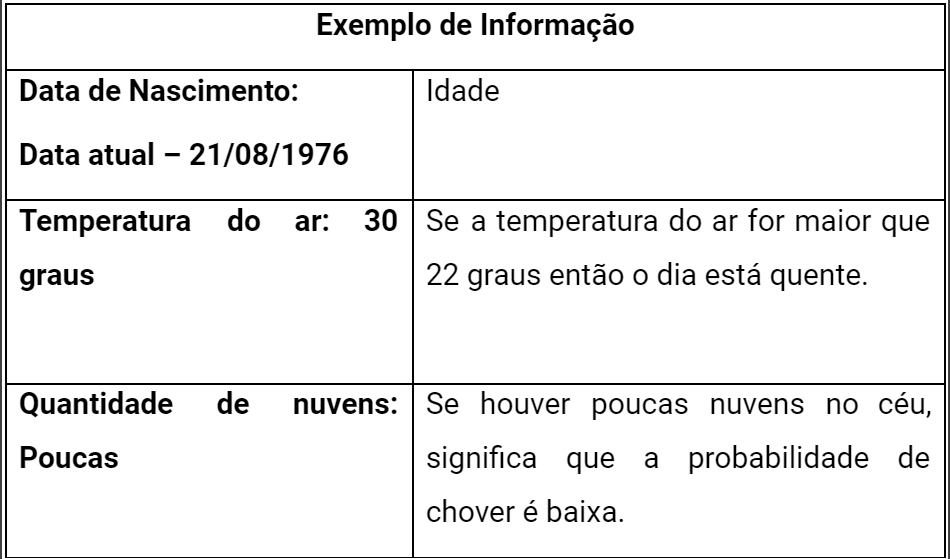 Exemplo de Informação
Data de Nascimento:
Data atual – 21/08/1976
Idade
Temperatura do ar: 30
graus
Se a temperatura do ar for maior que
22 graus então o dia está quente.
Quantidade de nuvens:
Poucas
Se houver poucas nuvens no céu,
significa que a probabilidade de
chover é baixa.